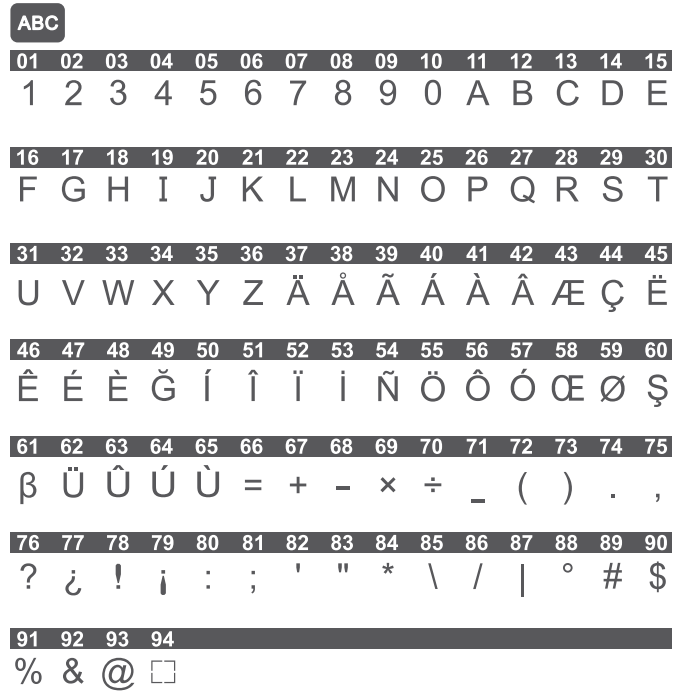 ABC
01 02 03 04 05 06 07 08 09 10 11 12 13 14 15
1 2 3 4 5 6 7 8 9 0 A B C D E
16 17 18 19 20 21 22 23 24 25 26 27 28 29 30
F G H I J K L M N O P Q R S T
31 32 33 34 35 36 37 38 39 40 41 42 43 44 45
U V W X Y Z Ä Å Ã Á À Â Æ Ç Ë
46 47 48 49 50 51 52 53 54 55 56 57 58 59 60
Ê É È Ğ Í Î Ï İ Ñ Ö Ô Ó Œ Ø Ş
61 62 63 64 65 66 67 68 69 70 71 72 73 74 75
β Ü Û Ú Ù = + - × ÷ _ ( ) . ,
76 77 78 79 80 81 82 83 84 85 86 87 88 89 90
? ¿ ! ¡ : ; ' " * \ / | ° # $
91 92 93 94
% & @